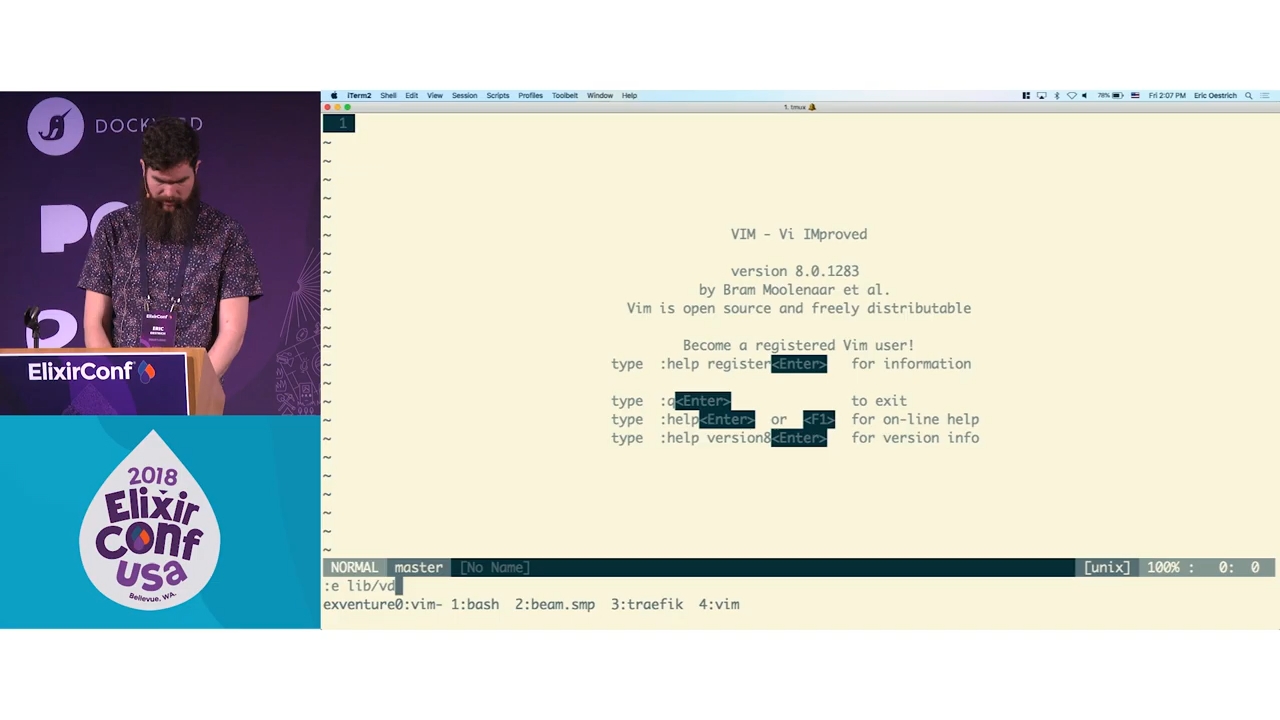 DOCKYARD
ElixirConf
ERIC
ElixirConf
2018
Elixir
conf
USA
Bellevue, WA.
iTerm2 Shell Edit View Session Scripts Profiles Toolbelt Window Help
78% Fri 2:07 PM Eric Oestrich
1. tmux
1
~
~
~
~
~
~ VIM - Vi IMproved
~
~ version 8.0.1283
~ by Bram Moolenaar et al.
~ Vim is open source and freely distributable
~
~ Become a registered Vim user!
~ type :help register<Enter> for information
~
~ type :q<Enter> to exit
~ type :help<Enter> or <F1> for on-line help
~ type :help version8<Enter> for version info
~
~
~
~
~
~
NORMAL master [No Name] [unix] 100% : 0: 0
:e lib/vd
exventure0:vim- 1:bash 2:beam.smp 3:traefik 4:vim